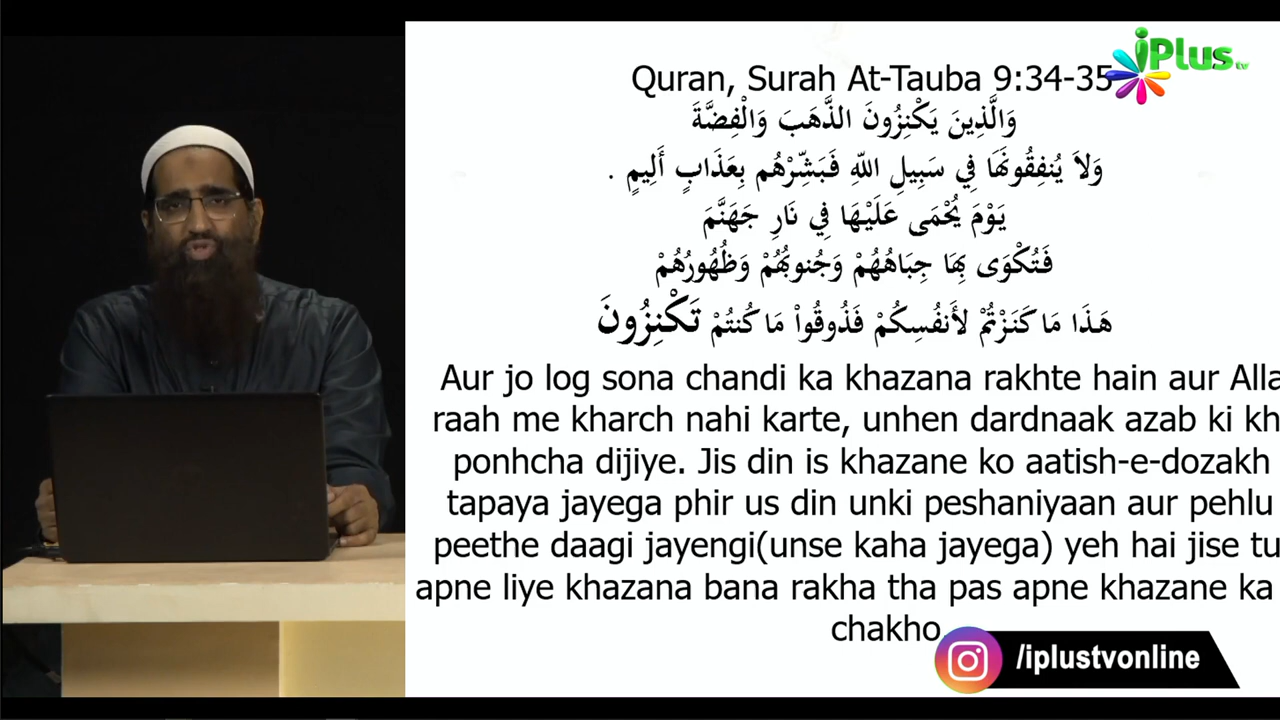 iPlus tv
Quran, Surah At-Tauba 9:34-35
وَالَّذِينَ يَكْنِزُونَ الذَّهَبَ وَالْفِضَّةَ
وَلاَ يُنفِقُونَهَا فِي سَبِيلِ اللّهِ فَبَشِّرْهُم بِعَذَابٍ أَلِيمٍ .
يَوْمَ يُحْمَى عَلَيْهَا فِي نَارِ جَهَنَّمَ
فَتُكْوَى بِهَا جِبَاهُهُمْ وَجُنوبُهُمْ وَظُهُورُهُمْ
هَذَا مَا كَنَزْتُمْ لأَنفُسِكُمْ فَذُوقُواْ مَا كُنتُمْ تَكْنِزُونَ
Aur jo log sona chandi ka khazana rakhte hain aur Alla
raah me kharch nahi karte, unhen dardnaak azab ki kh
ponhcha dijiye. Jis din is khazane ko aatish-e-dozakh
tapaya jayega phir us din unki peshaniyaan aur pehlu
peethe daagi jayengi(unse kaha jayega) yeh hai jise tu
apne liye khazana bana rakha tha pas apne khazane ka
chakho.
/iplustvonline